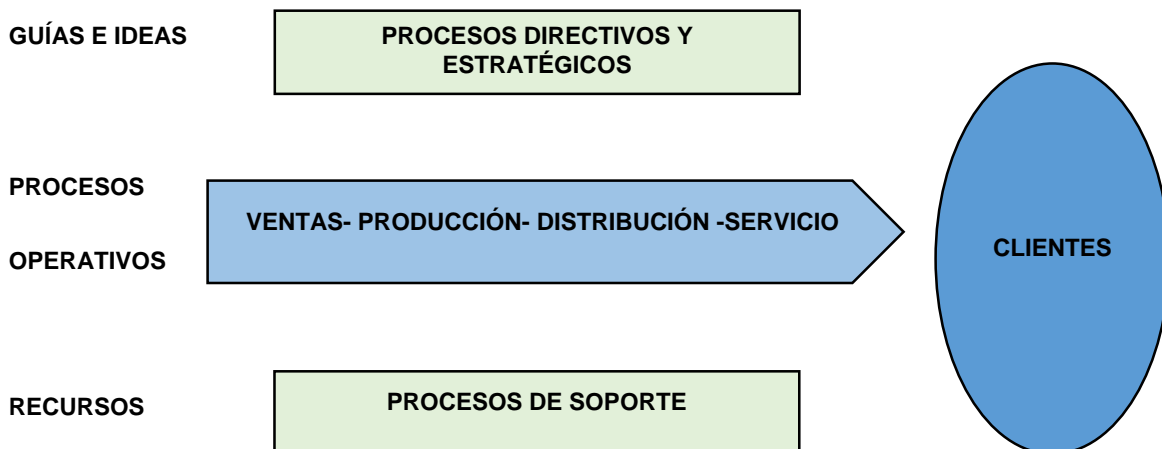 GUÍAS E IDEAS
PROCESOS DIRECTIVOS Y
ESTRATÉGICOS
PROCESOS
OPERATIVOS
VENTAS- PRODUCCIÓN- DISTRIBUCIÓN -SERVICIO
CLIENTES
RECURSOS
PROCESOS DE SOPORTE